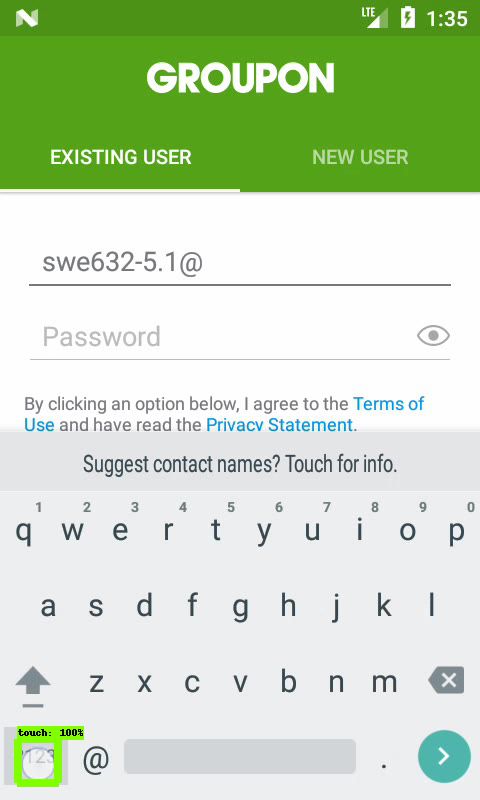 LTE 1:35
GROUPON
EXISTING USER NEW USER
swe632-5.1@
Password
By clicking an option below, I agree to the Terms of
Use and have read the Privacy Statement.
Suggest contact names? Touch for info.
1 2 3 4 5 6 7 8 9 0
q w e r t y u i o p
a s d f g h j k l
z x c v b n m
touch: 100%
?123 @ .